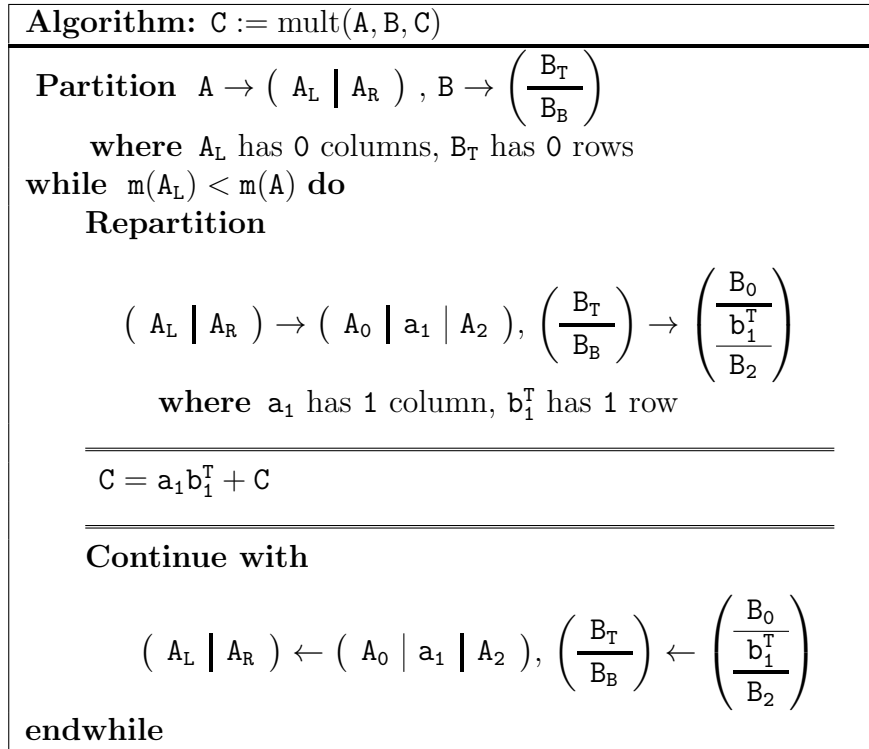 Algorithm: C := mult(A, B, C)
Partition A → ( A_L | A_R ) , B → ( B_T / B_B )
where A_L has 0 columns, B_T has 0 rows
while m(A_L) < m(A) do
Repartition
( A_L | A_R ) → ( A_0 | a_1 | A_2 ), ( B_T / B_B ) → ( B_0 / b_1^T / B_2 )
where a_1 has 1 column, b_1^T has 1 row
C = a_1 b_1^T + C
Continue with
( A_L | A_R ) ← ( A_0 | a_1 | A_2 ), ( B_T / B_B ) ← ( B_0 / b_1^T / B_2 )
endwhile